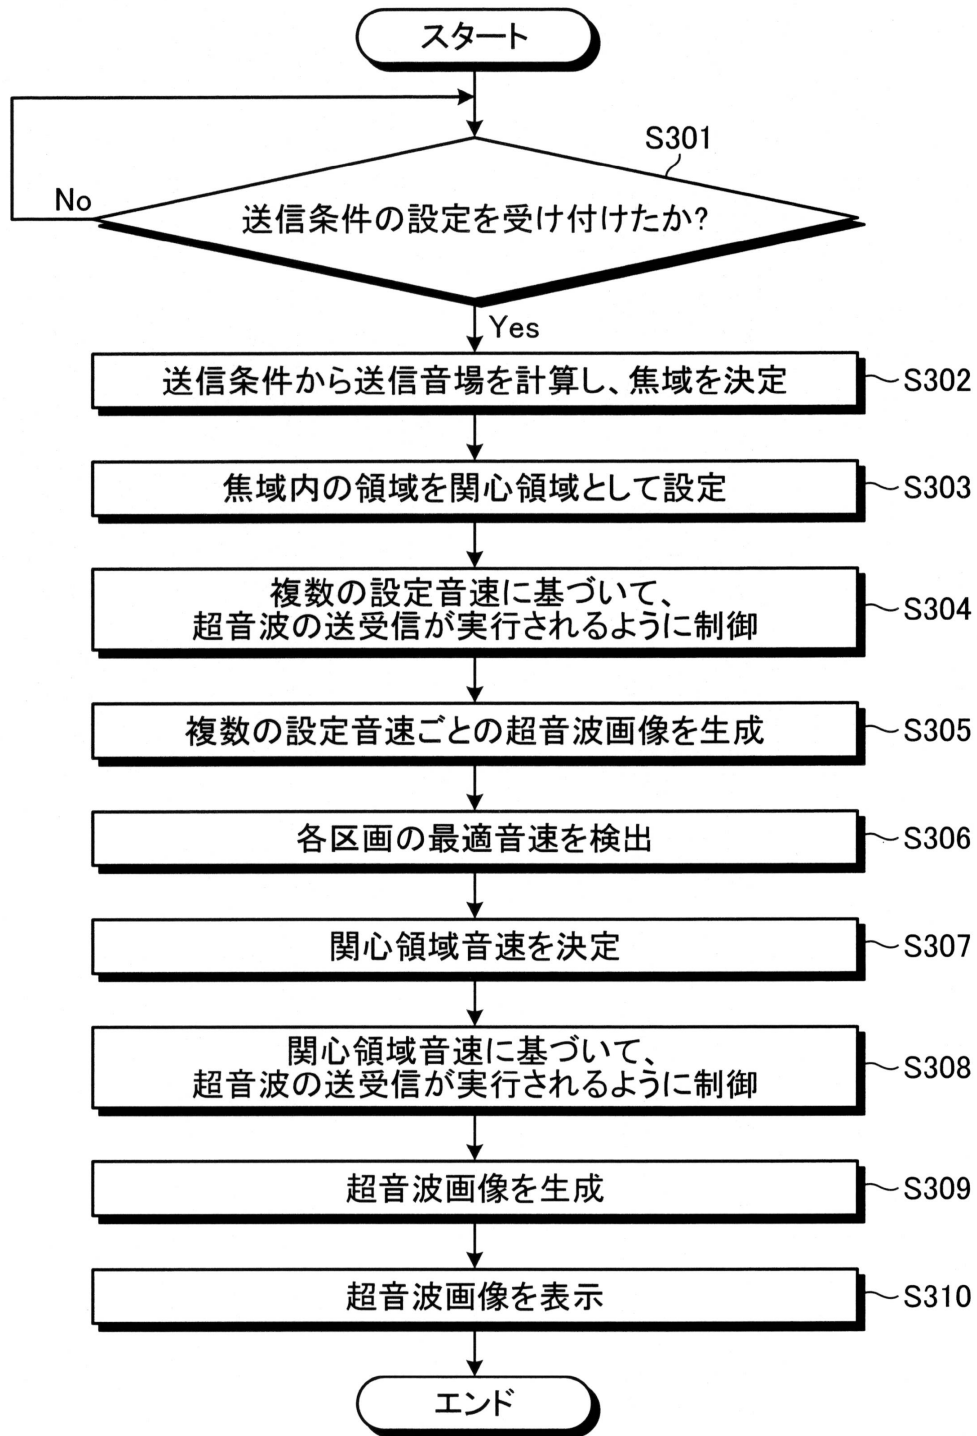 スタート
S301
No
送信条件の設定を受け付けたか?
Yes
送信条件から送信音場を計算し、焦域を決定
S302
焦域内の領域を関心領域として設定
S303
複数の設定音速に基づいて、
超音波の送受信が実行されるように制御
S304
複数の設定音速ごとの超音波画像を生成
S305
各区画の最適音速を検出
S306
関心領域音速を決定
S307
関心領域音速に基づいて、
超音波の送受信が実行されるように制御
S308
超音波画像を生成
S309
超音波画像を表示
S310
エンド